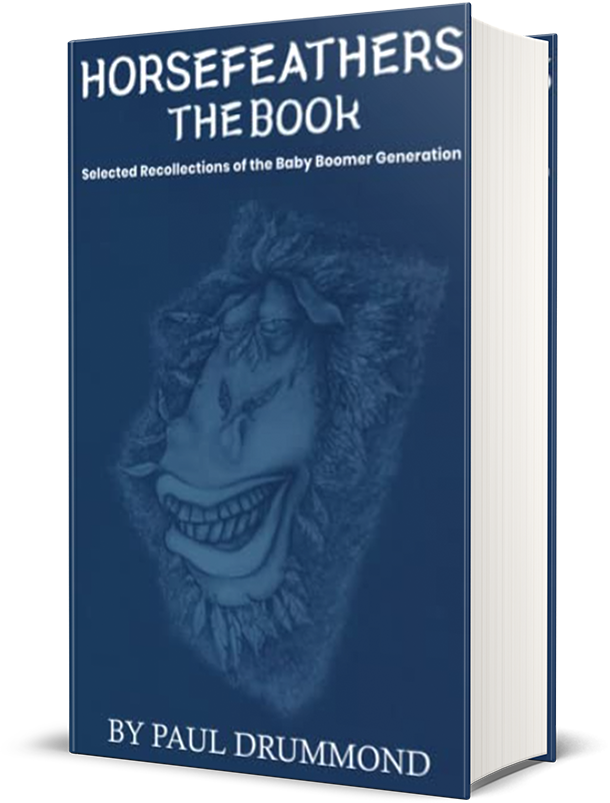 HORSEFEATHERS
THE BOOK
Selected Recollections of the Baby Boomer Generation
BY PAUL DRUMMOND